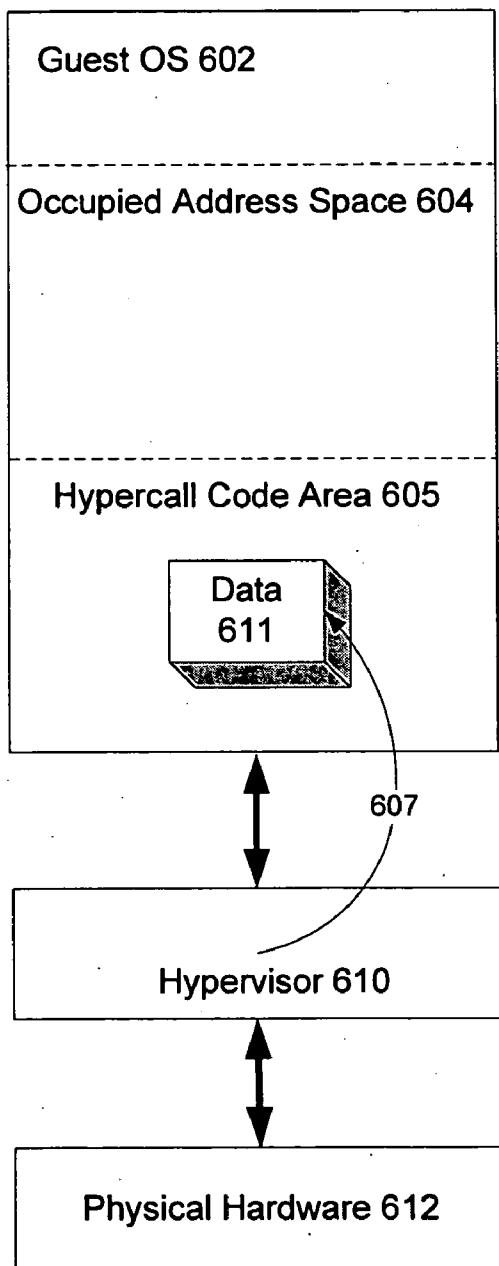 Guest OS 602
Occupied Address Space 604
Hypercall Code Area 605
Data
611
607
Hypervisor 610
Physical Hardware 612